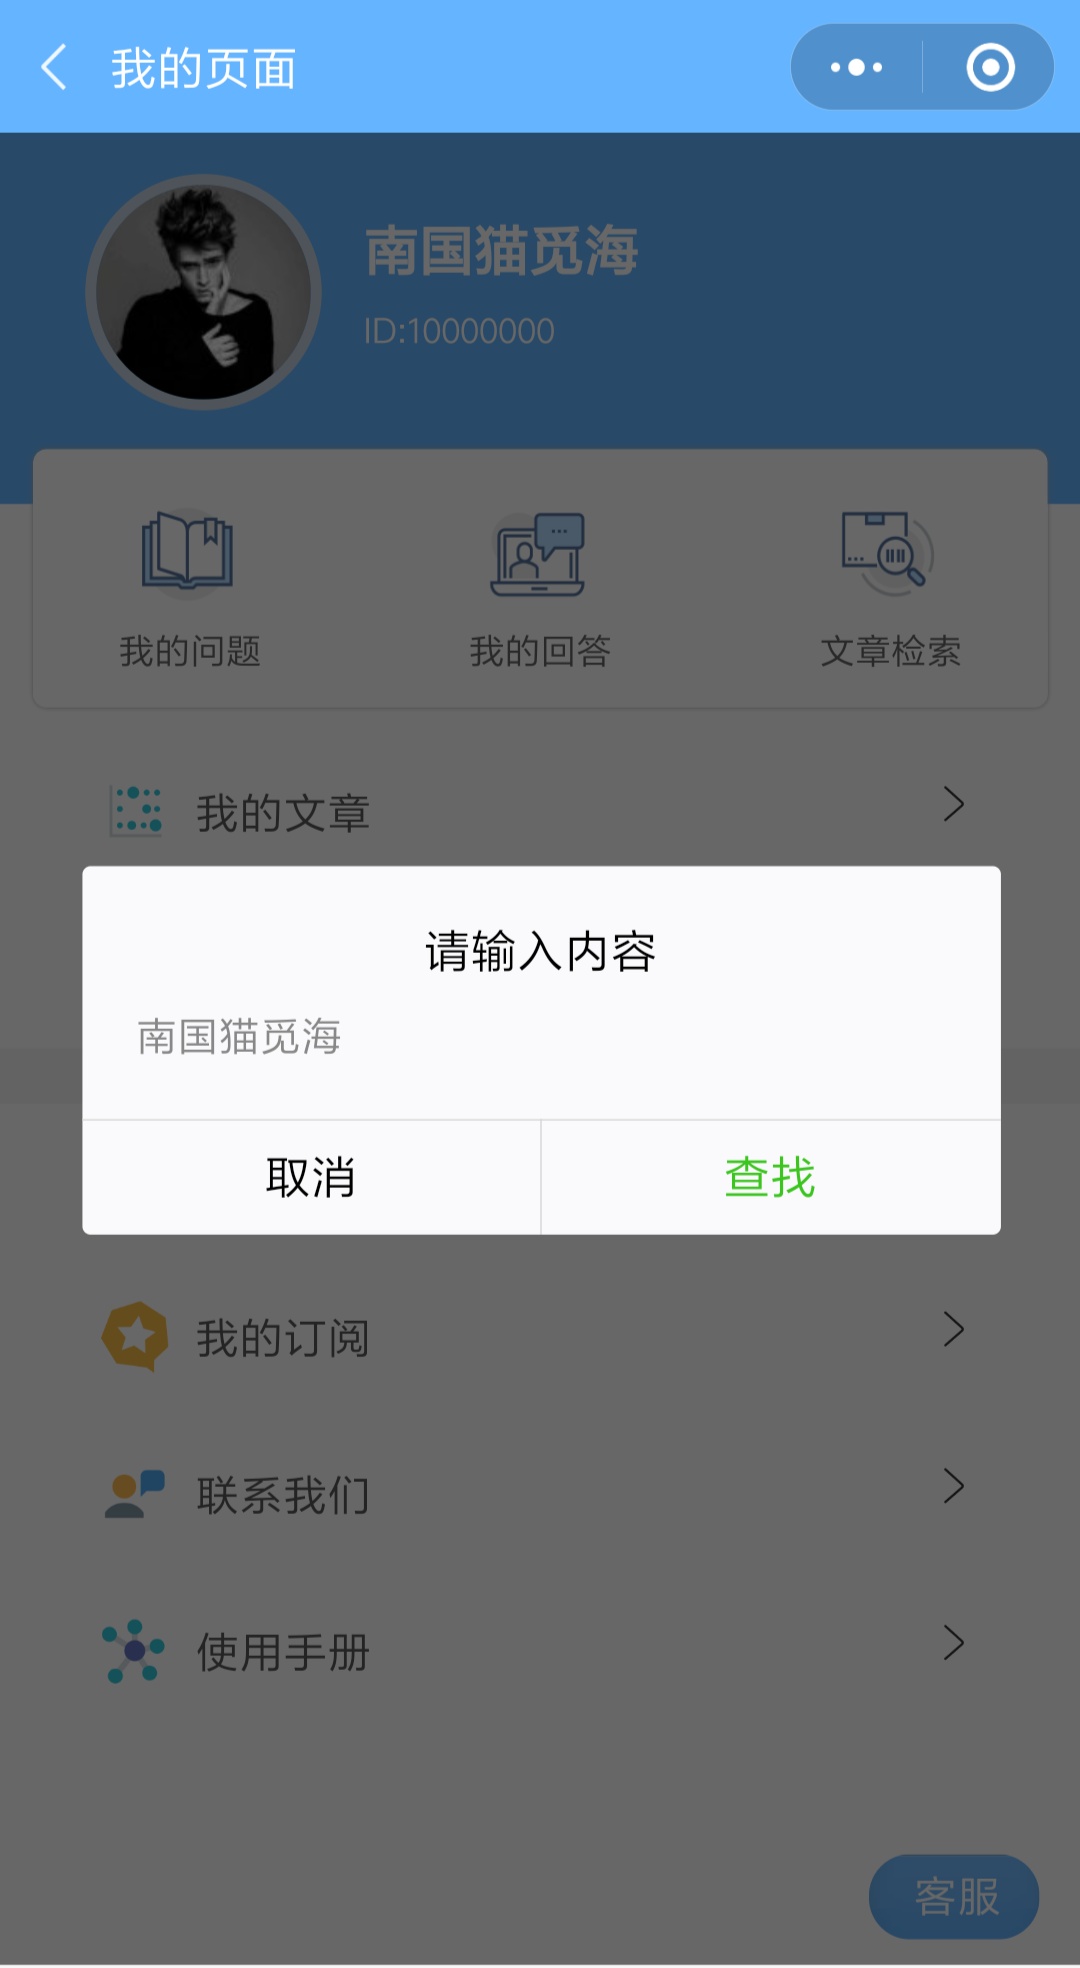 我的页面
南国猫觅海
ID:10000000
我的问题
我的回答
文章检索
我的文章
请输入内容
南国猫觅海
取消
查找
我的订阅
联系我们
使用手册
客服